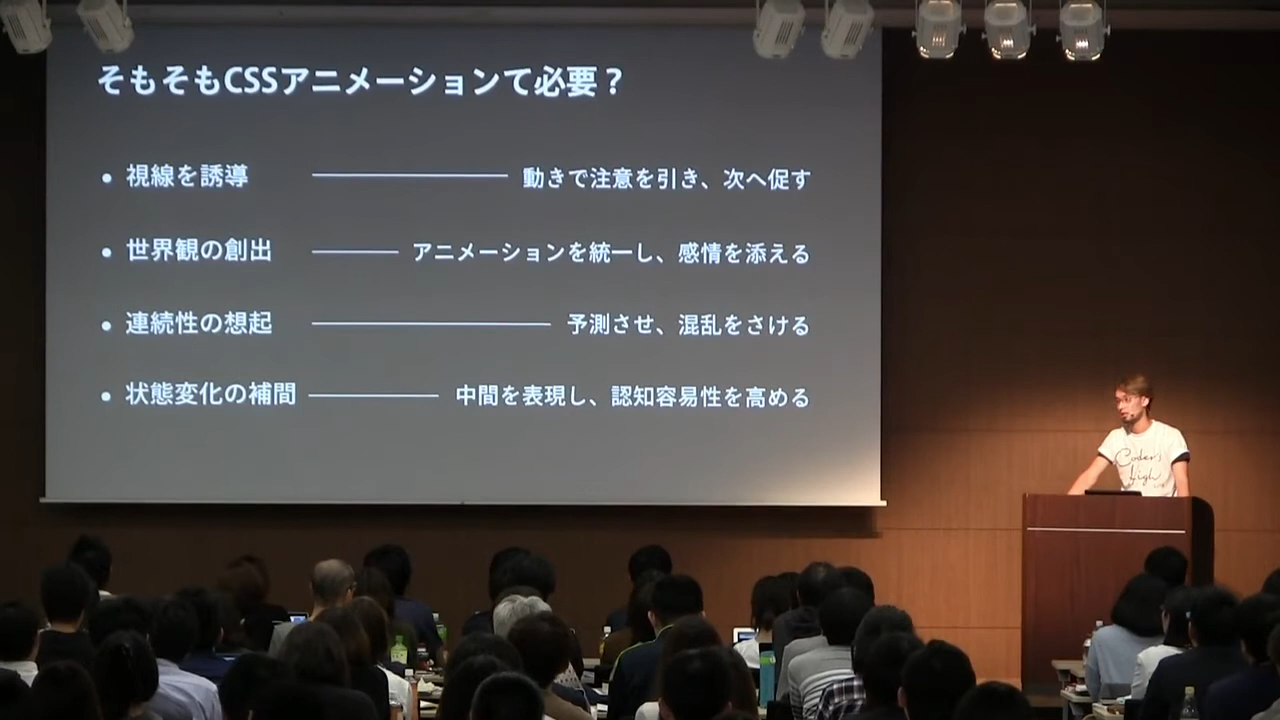 そもそもCSSアニメーションて必要？
• 視線を誘導 動きで注意を引き、次へ促す
• 世界観の創出 アニメーションを統一し、感情を添える
• 連続性の想起 予測させ、混乱をさける
• 状態変化の補間 中間を表現し、認知容易性を高める
Coders
High